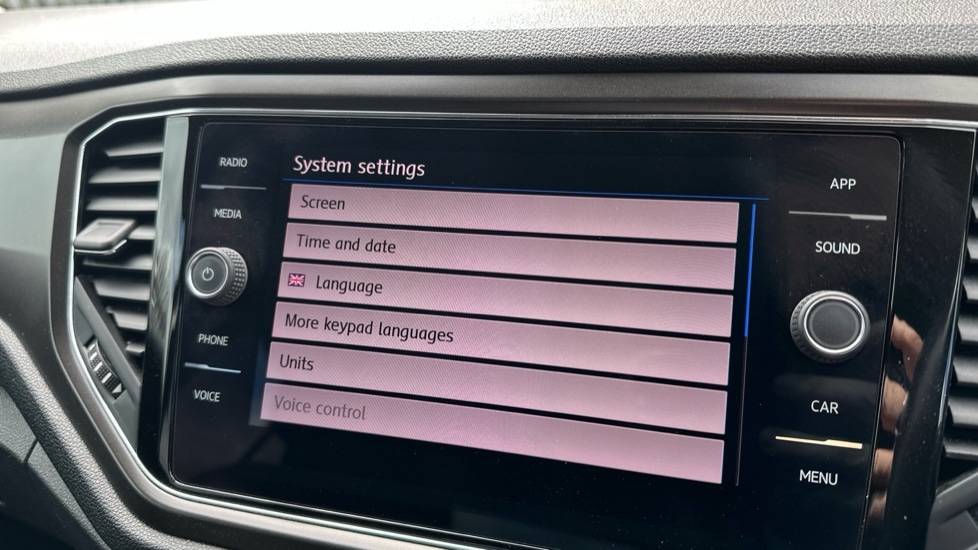 RADIO
MEDIA
PHONE
VOICE
System settings
Screen
Time and date
Language
More keypad languages
Units
Voice control
APP
SOUND
CAR
MENU